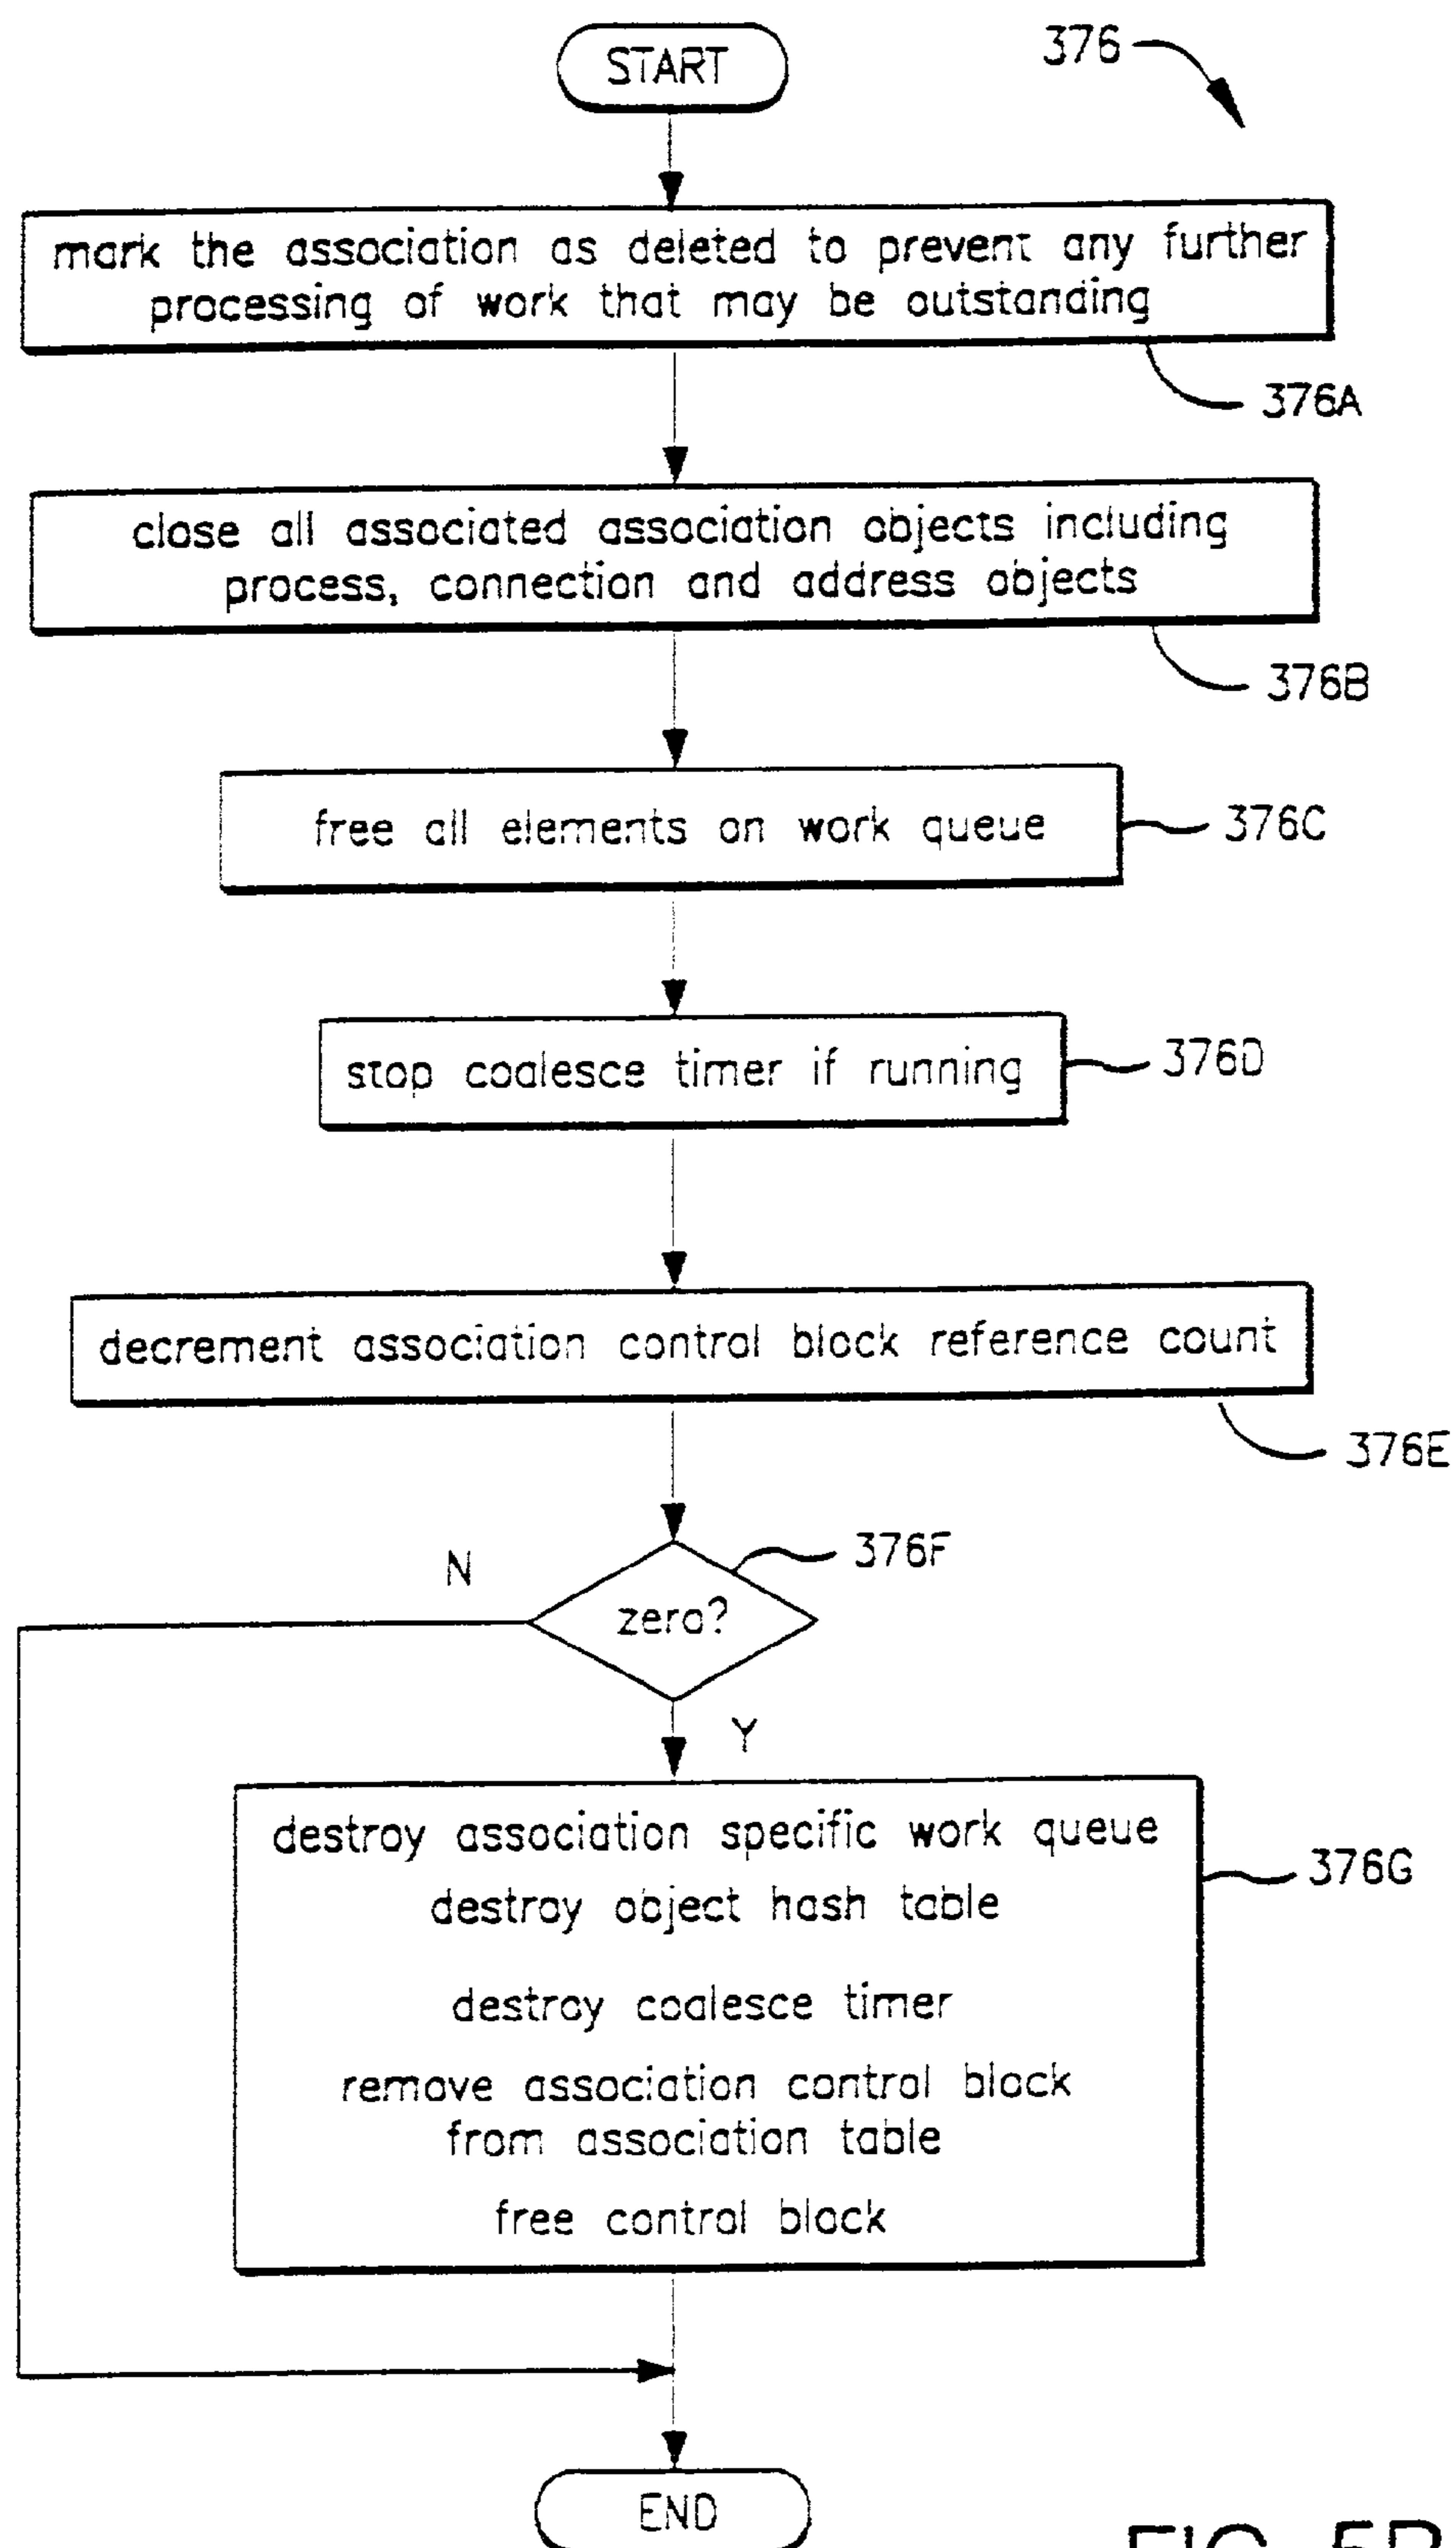 START
376
mark the association as deleted to prevent any further
processing of work that may be outstanding
376A
close all associated association objects including
process, connection and address objects
376B
free all elements on work queue
376C
stop coalesce timer if running
376D
decrement association control block reference count
376E
376F
N
zero?
Y
destroy association specific work queue
376G
destroy object hash table
destroy coalesce timer
remove association control block
from association table
free control block
END
FIG. 5B